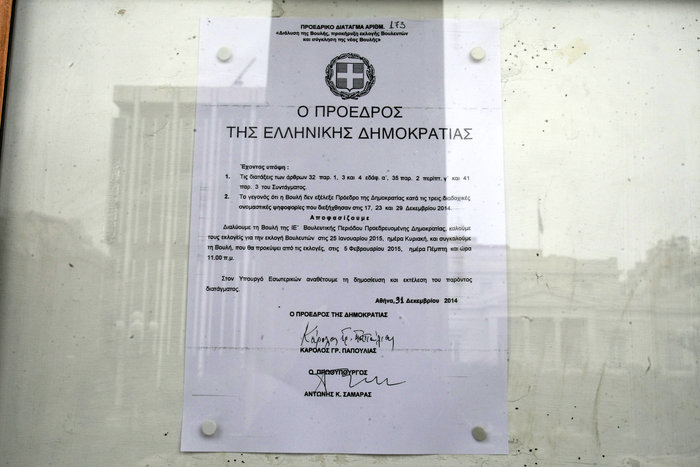 ΠΡΟΕΔΡΙΚΟ ΔΙΑΤΑΓΜΑ ΑΡΙΘΜ. 173
«Διάλυση της Βουλής, προκήρυξη εκλογής Βουλευτών
και σύγκληση της νέας Βουλής»
Ο ΠΡΟΕΔΡΟΣ
ΤΗΣ ΕΛΛΗΝΙΚΗΣ ΔΗΜΟΚΡΑΤΙΑΣ
Έχοντας υπόψη :
1. Τις διατάξεις των άρθρων 32 παρ. 1, 3 και 4 εδάφ. α΄, 35 παρ. 2 περίπτ. γ΄ και 41
παρ. 3 του Συντάγματος.
2. Το γεγονός ότι η Βουλή δεν εξέλεξε Πρόεδρο της Δημοκρατίας κατά τις τρεις διαδοχικές
ονομαστικές ψηφοφορίες που διεξήχθησαν στις 17, 23 και 29 Δεκεμβρίου 2014.
Αποφασίζουμε
Διαλύουμε τη Βουλή της ΙΕ΄ Βουλευτικής Περιόδου Προεδρευομένης Δημοκρατίας, καλούμε
τους εκλογείς για την εκλογή Βουλευτών στις 25 Ιανουαρίου 2015, ημέρα Κυριακή, και συγκαλούμε
τη Βουλή, που θα προκύψει από τις εκλογές, στις 5 Φεβρουαρίου 2015, ημέρα Πέμπτη και ώρα
11.00 π.μ.
Στον Υπουργό Εσωτερικών αναθέτουμε τη δημοσίευση και εκτέλεση του παρόντος
διατάγματος.
Αθήνα, 31 Δεκεμβρίου 2014
Ο ΠΡΟΕΔΡΟΣ ΤΗΣ ΔΗΜΟΚΡΑΤΙΑΣ
Κάρολος Γρ. Παπούλιας
ΚΑΡΟΛΟΣ ΓΡ. ΠΑΠΟΥΛΙΑΣ
Ο ΠΡΩΘΥΠΟΥΡΓΟΣ
ΑΝΤΩΝΗΣ Κ. ΣΑΜΑΡΑΣ